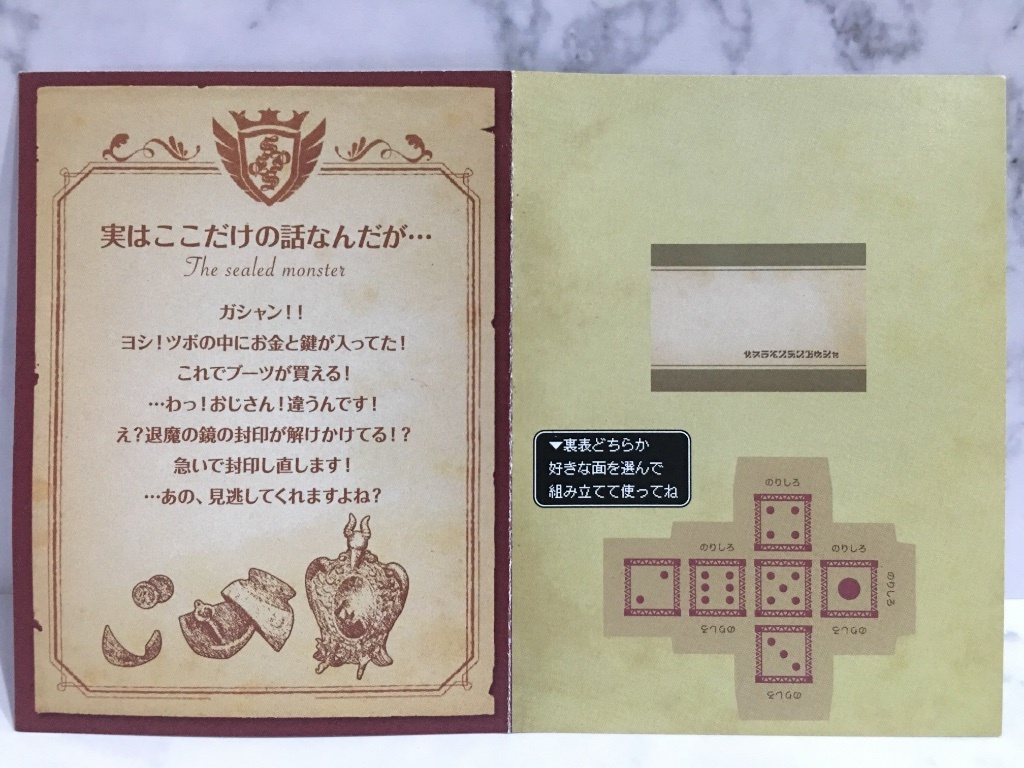 実はここだけの話なんだが…
The sealed monster
ガシャン!!
ヨシ!ツボの中にお金と鍵が入ってた!
これでブーツが買える!
…わっ!おじさん!違うんです!
え?退魔の鏡の封印が解けかけてる!?
急いで封印し直します!
…あの、見逃してくれますよね?
▼裏表どちらか
好きな面を選んで
組み立てて使ってね
のりしろ
のりしろ
のりしろ
のりしろ
のりしろ
のりしろ
のりしろ